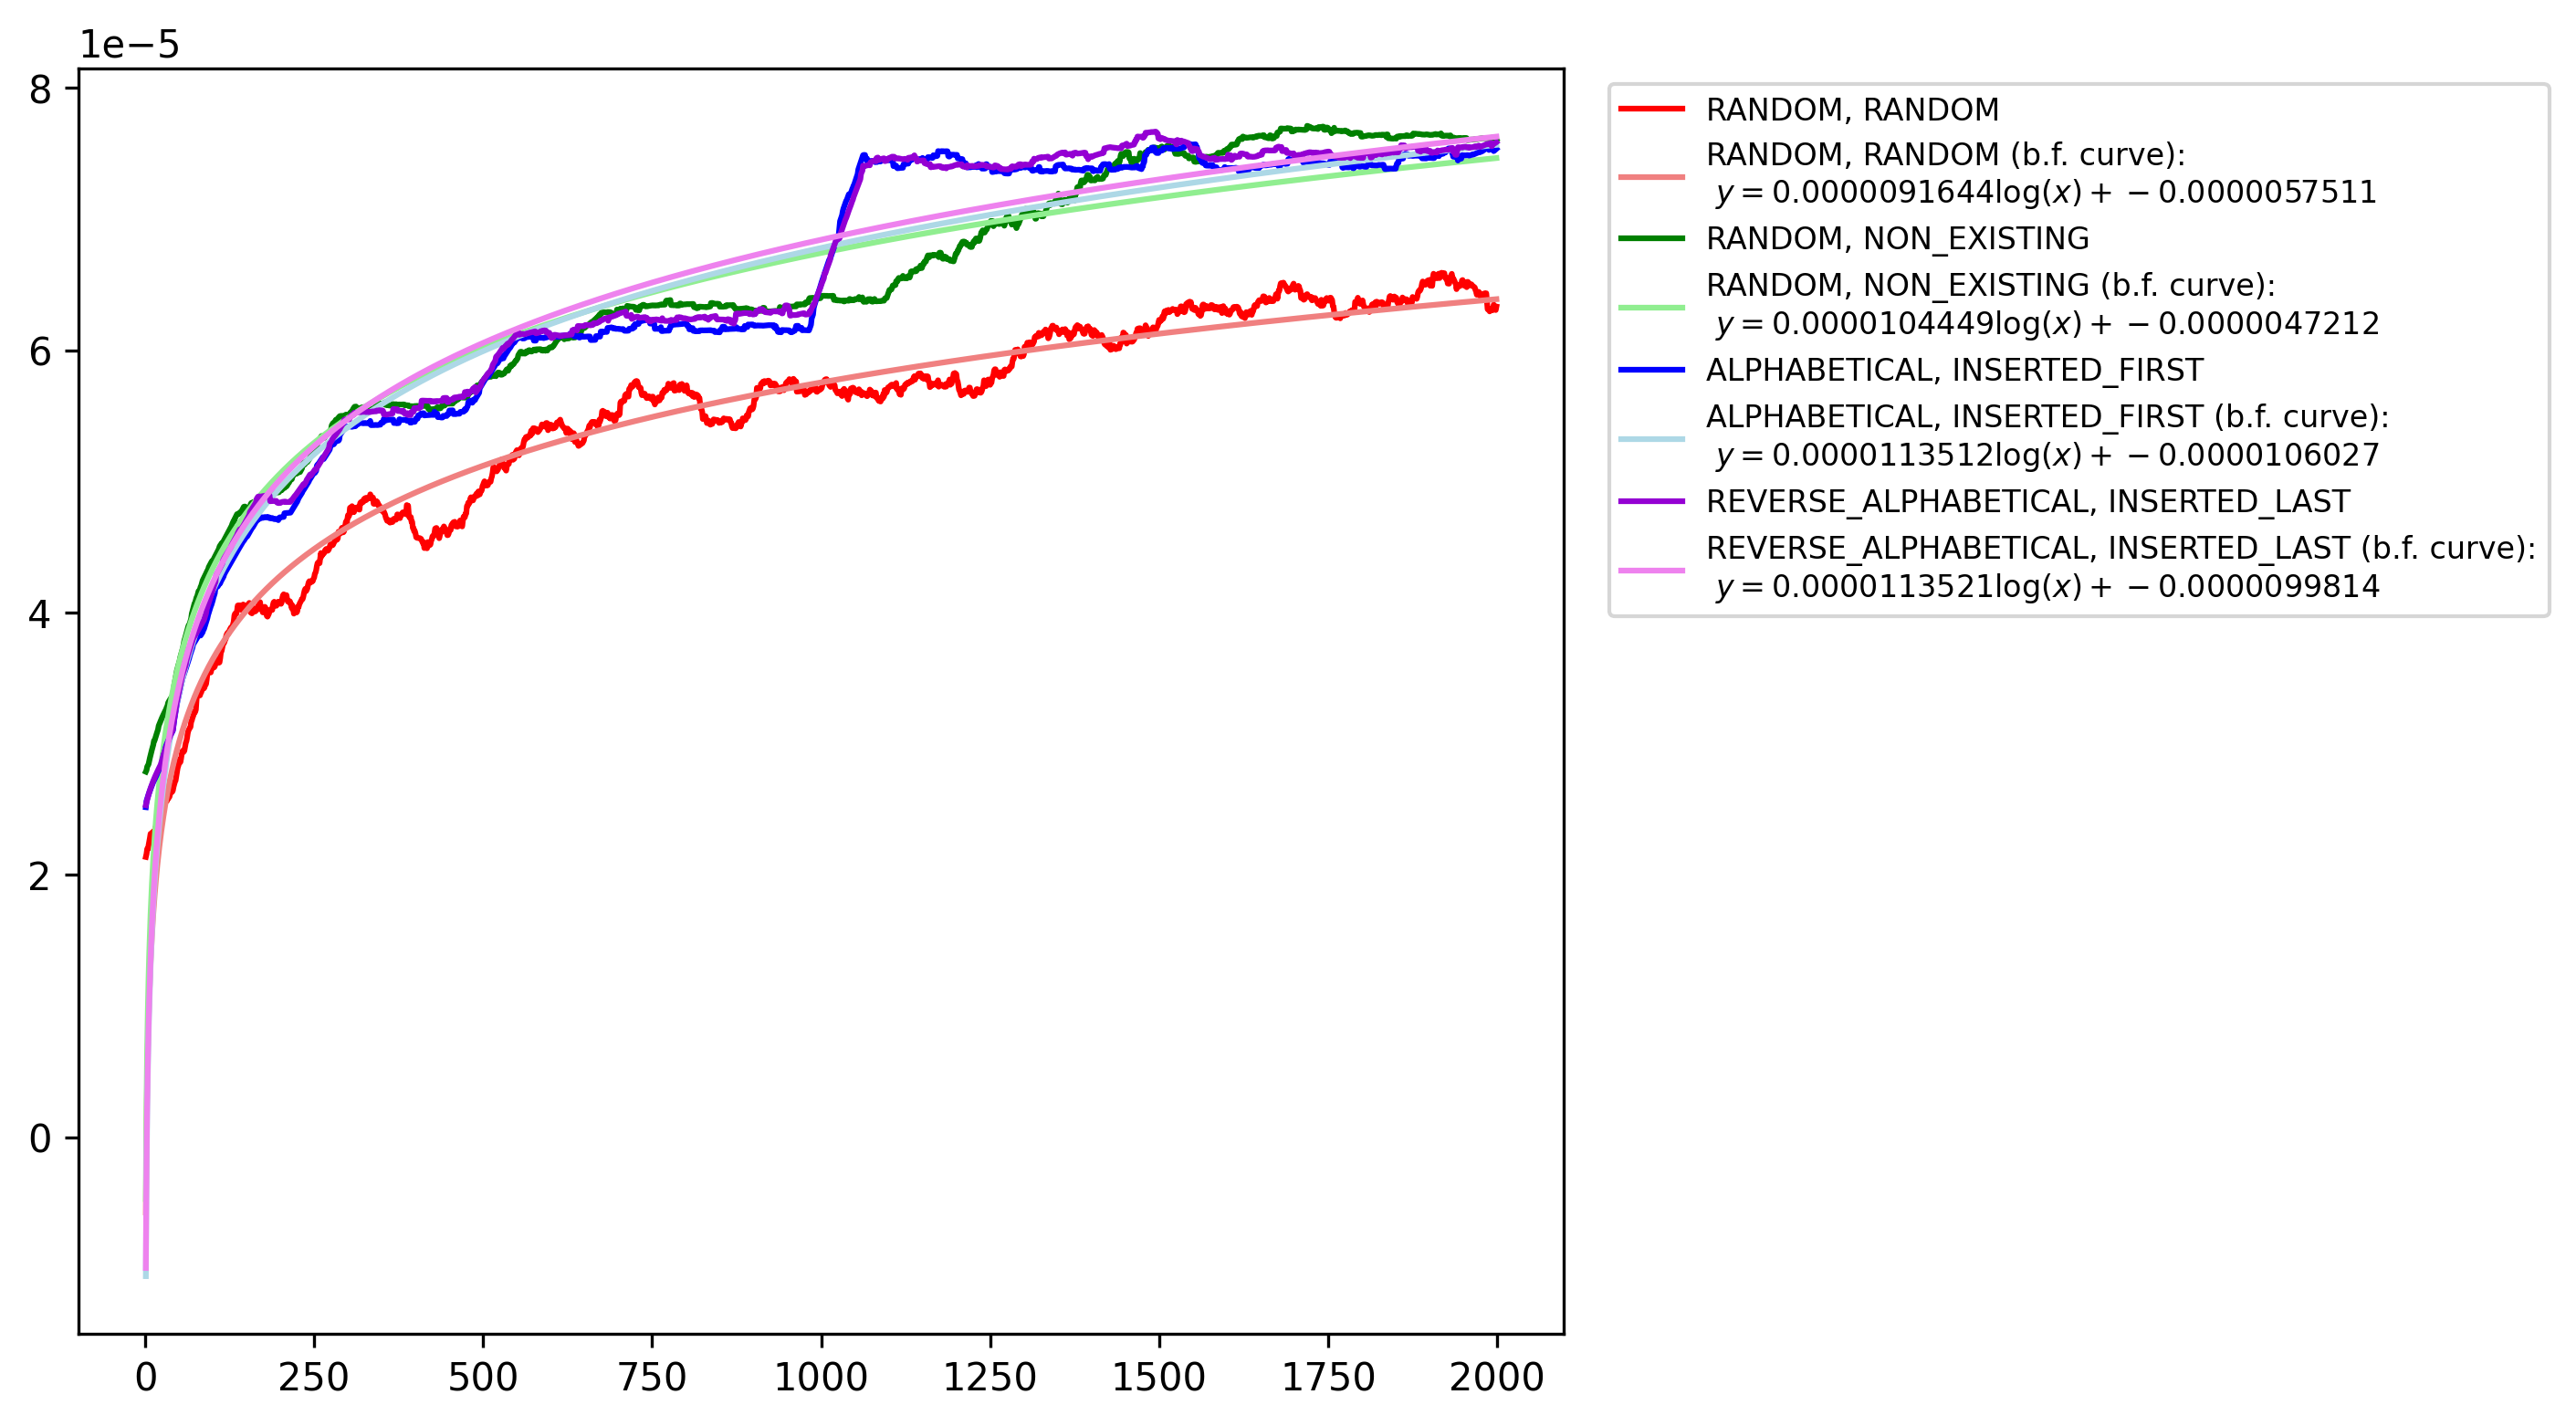 1e−5
8
6
4
2
0
0 250 500 750 1000 1250 1500 1750 2000
RANDOM, RANDOM
RANDOM, RANDOM (b.f. curve):
y = 0.0000091644log(x) + −0.0000057511
RANDOM, NON_EXISTING
RANDOM, NON_EXISTING (b.f. curve):
y = 0.0000104449log(x) + −0.0000047212
ALPHABETICAL, INSERTED_FIRST
ALPHABETICAL, INSERTED_FIRST (b.f. curve):
y = 0.0000113512log(x) + −0.0000106027
REVERSE_ALPHABETICAL, INSERTED_LAST
REVERSE_ALPHABETICAL, INSERTED_LAST (b.f. curve):
y = 0.0000113521log(x) + −0.0000099814